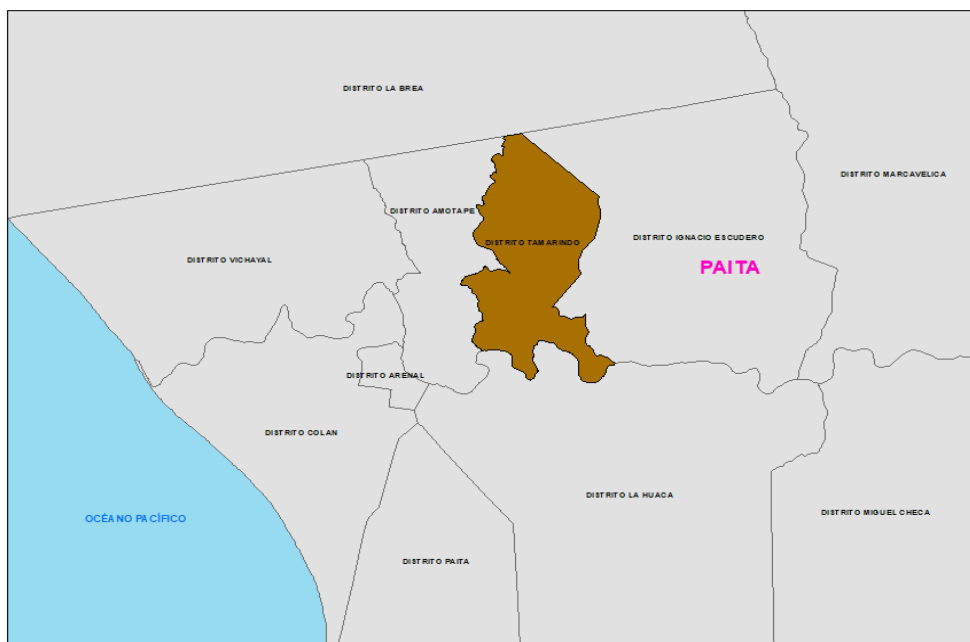 DISTRITO LA BREA
DISTRITO MARCAVELICA
DISTRITO AMOTAPE
DISTRITO IGNACIO ESCUDERO
DISTRITO TAMARINDO
DISTRITO VICHAYAL
PAITA
DISTRITO ARENAL
DISTRITO COLAN
DISTRITO LA HUACA
DISTRITO MIGUEL CHECA
OCÉANO PACÍFICO
DISTRITO PAITA